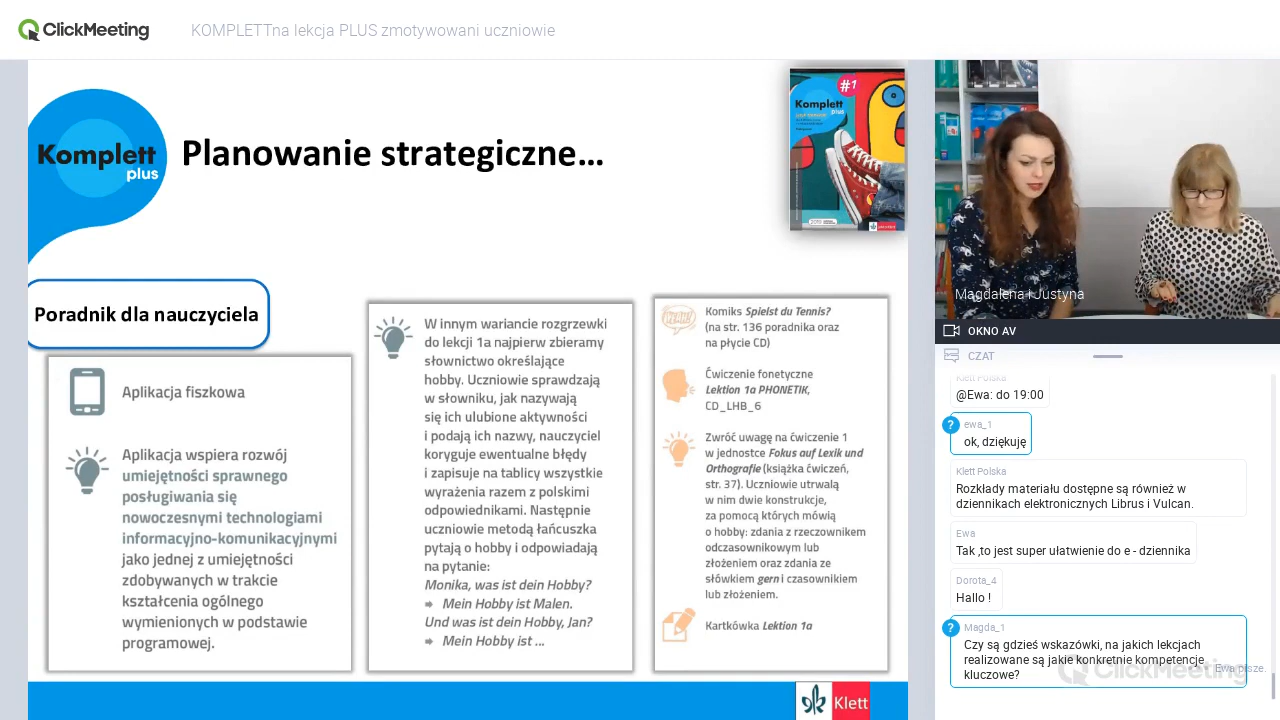 ClickMeeting
KOMPLETTna lekcja PLUS zmotywowani uczniowie
Komplett
plus
Planowanie strategiczne...
#1
Komplett
plus
Klett
Poradnik dla nauczyciela
Aplikacja fiszkowa
Aplikacja wspiera rozwój
umiejętności sprawnego
posługiwania się
nowoczesnymi technologiami
informacyjno-komunikacyjnymi
jako jednej z umiejętności
zdobywanych w trakcie
kształcenia ogólnego
wymienionych w podstawie
programowej.
W innym wariancie rozgrzewki
do lekcji 1a najpierw zbieramy
słownictwo określające
hobby. Uczniowie sprawdzają
w słowniku, jak nazywają
się ich ulubione aktywności
i podają ich nazwy, nauczyciel
koryguje ewentualne błędy
i zapisuje na tablicy wszystkie
wyrażenia razem z polskimi
odpowiednikami. Następnie
uczniowie metodą łańcuszka
pytają o hobby i odpowiadają
na pytanie:
Monika, was ist dein Hobby?
Mein Hobby ist Malen.
Und was ist dein Hobby, Jan?
Mein Hobby ist ...
Komiks Spielst du Tennis?
(na str. 136 poradnika oraz
na płycie CD)
Ćwiczenie fonetyczne
Lektion 1a PHONETIK,
CD_LHB_6
Zwróć uwagę na ćwiczenie 1
w jednostce Fokus auf Lexik und
Orthografie (książka ćwiczeń,
str. 37). Uczniowie utrwalą
w nim dwie konstrukcje,
za pomocą których mówią
o hobby: zdania z rzeczownikem
odczasownikowym lub
złożeniem oraz zdania ze
słówkiem gern i czasownikiem
lub złożeniem.
Kartkówka Lektion 1a
Klett
Magdalena i Justyna
OKNO AV
CZAT
Klett Polska
@Ewa: do 19:00
?
ewa_1
ok, dziękuję
Klett Polska
Rozkłady materiału dostępne są również w
dziennikach elektronicznych Librus i Vulcan.
Ewa
Tak ,to jest super ułatwienie do e - dziennika
Dorota_4
Hallo !
?
Magda_1
Czy są gdzieś wskazówki, na jakich lekcjach
realizowane są jakie konkretnie kompetencje
kluczowe?
Ewa pisze.
ClickMeeting